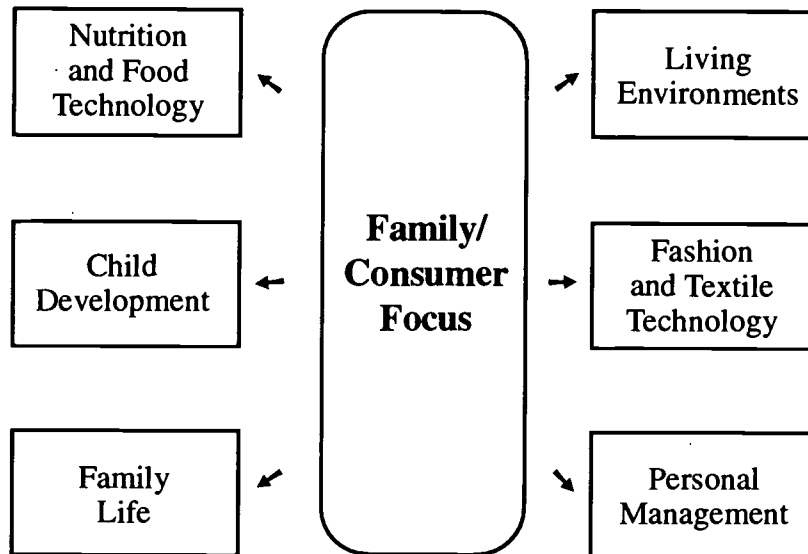 Nutrition
and Food
Technology
Child
Development
Family
Life
Family/
Consumer
Focus
Living
Environments
Fashion
and Textile
Technology
Personal
Management